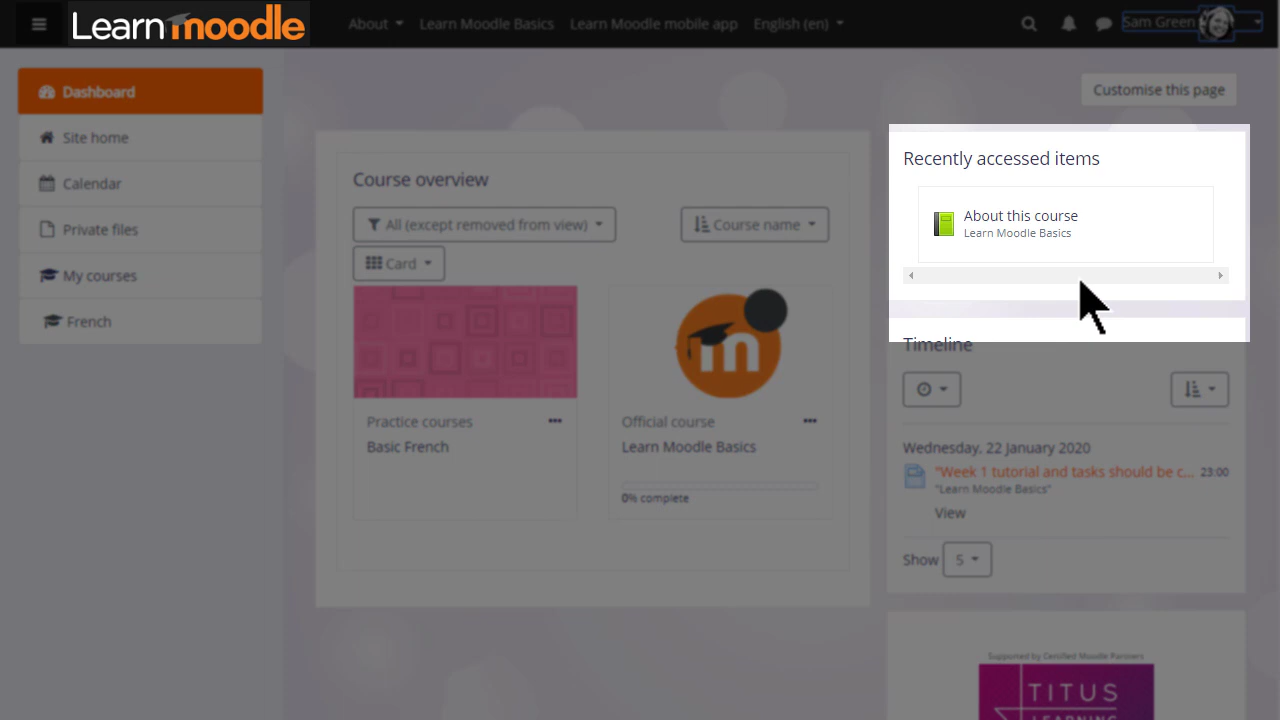 Learn moodle
About
Learn Moodle Basics
Learn Moodle mobile app
English (en)
Sam Green
Dashboard
Site home
Calendar
Private files
My courses
French
Customise this page
Course overview
All (except removed from view)
Course name
Card
Practice courses
Basic French
m
Official course
Learn Moodle Basics
0% complete
Recently accessed items
About this course
Learn Moodle Basics
Timeline
Wednesday, 22 January 2020
"Week 1 tutorial and tasks should be c... 23:00
"Learn Moodle Basics"
View
Show 5
Supported by Certified Moodle Partners
TITUS
LEARNING